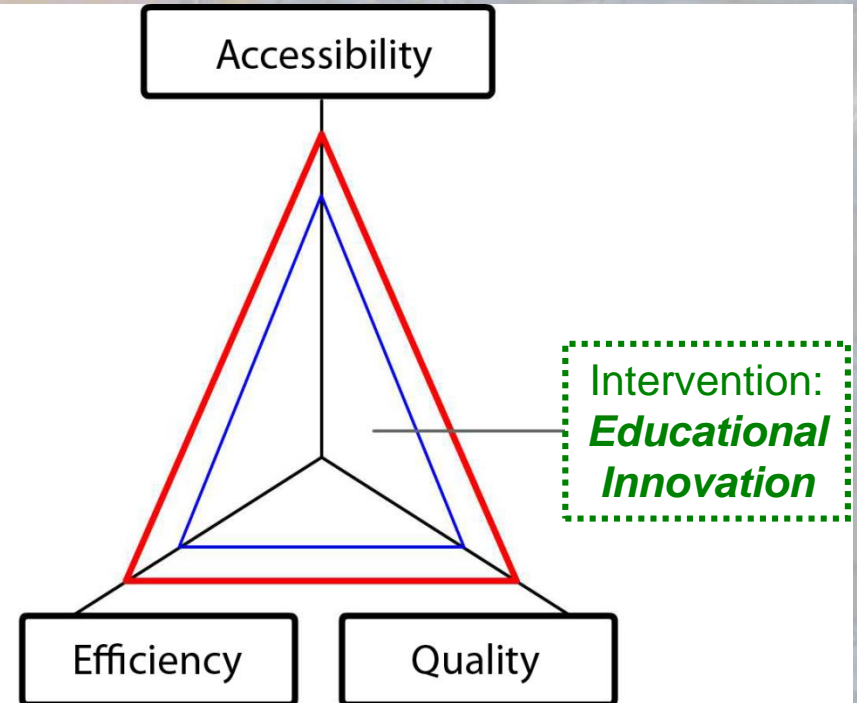 Accessibility
Intervention:
Educational
Innovation
Efficiency
Quality